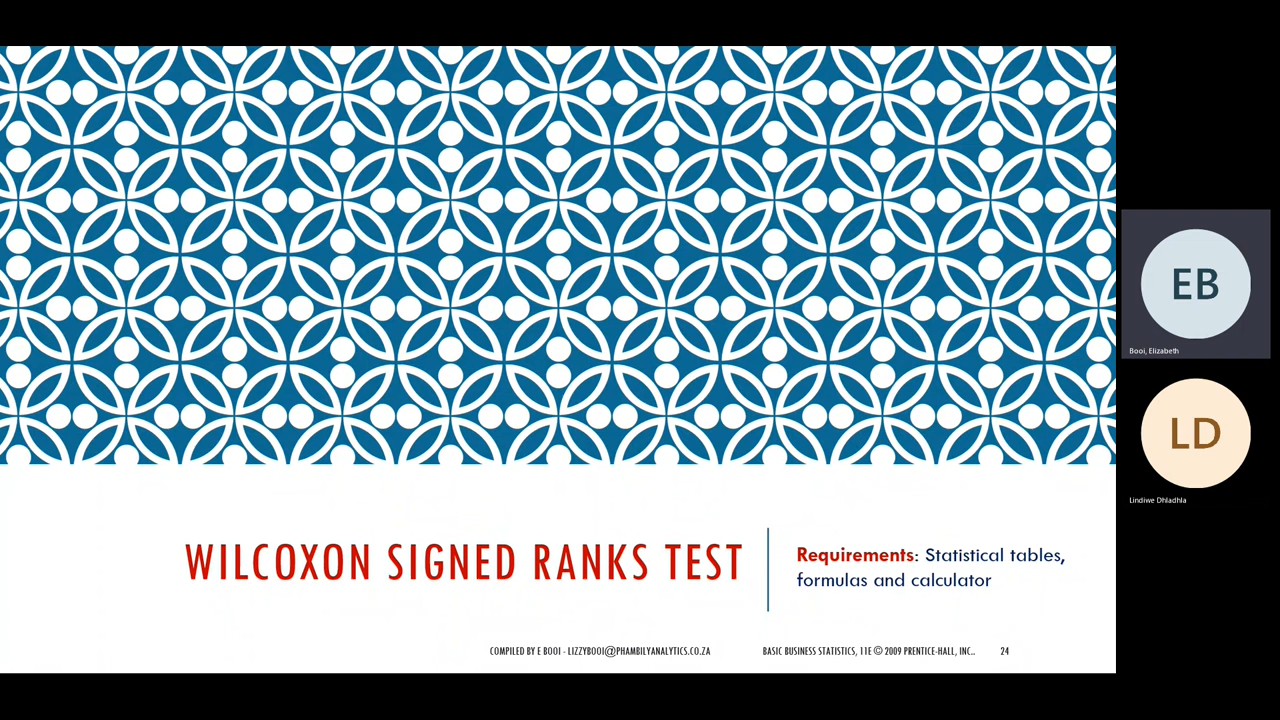 WILCOXON SIGNED RANKS TEST
Requirements: Statistical tables,
formulas and calculator
COMPILED BY E BOOI - LIZZYBOOI@PHAMBILYANALYTICS.CO.ZA
BASIC BUSINESS STATISTICS, 11E © 2009 PRENTICE-HALL, INC..
24
EB
Booi, Elizabeth
LD
Lindiwe Dhladhla